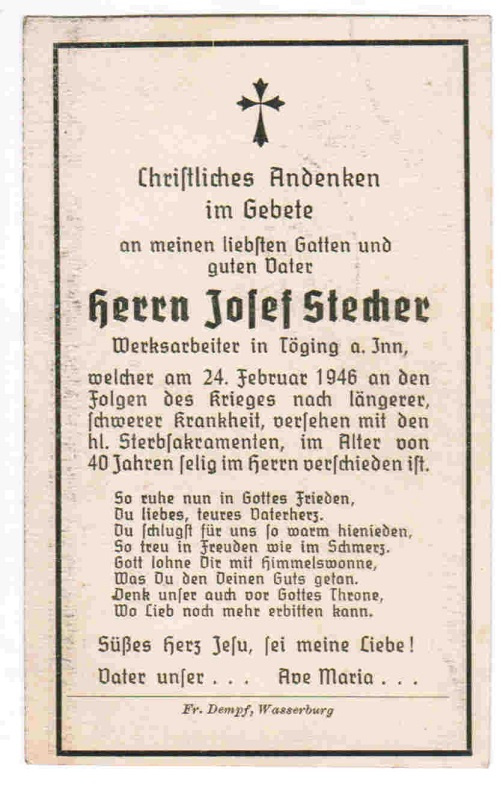 Christliches Andenken
im Gebete
an meinen liebsten Gatten und
guten Vater
Herrn Josef Stecher
Werksarbeiter in Töging a. Inn,
welcher am 24. Februar 1946 an den
Folgen des Krieges nach längerer,
schwerer Krankheit, versehen mit den
hl. Sterbsakramenten, im Alter von
40 Jahren selig im Herrn verschieden ist.
So ruhe nun in Gottes Frieden,
Du liebes, teures Vaterherz.
Du schlugst für uns so warm hienieden,
So treu in Freuden wie im Schmerz.
Gott lohne Dir mit Himmelswonne,
Was Du den Deinen Guts getan.
Denk unser auch vor Gottes Throne,
Wo Lieb noch mehr erbitten kann.
Süßes Herz Jesu, sei meine Liebe!
Vater unser . . . Ave Maria . . .
Fr. Dempf, Wasserburg